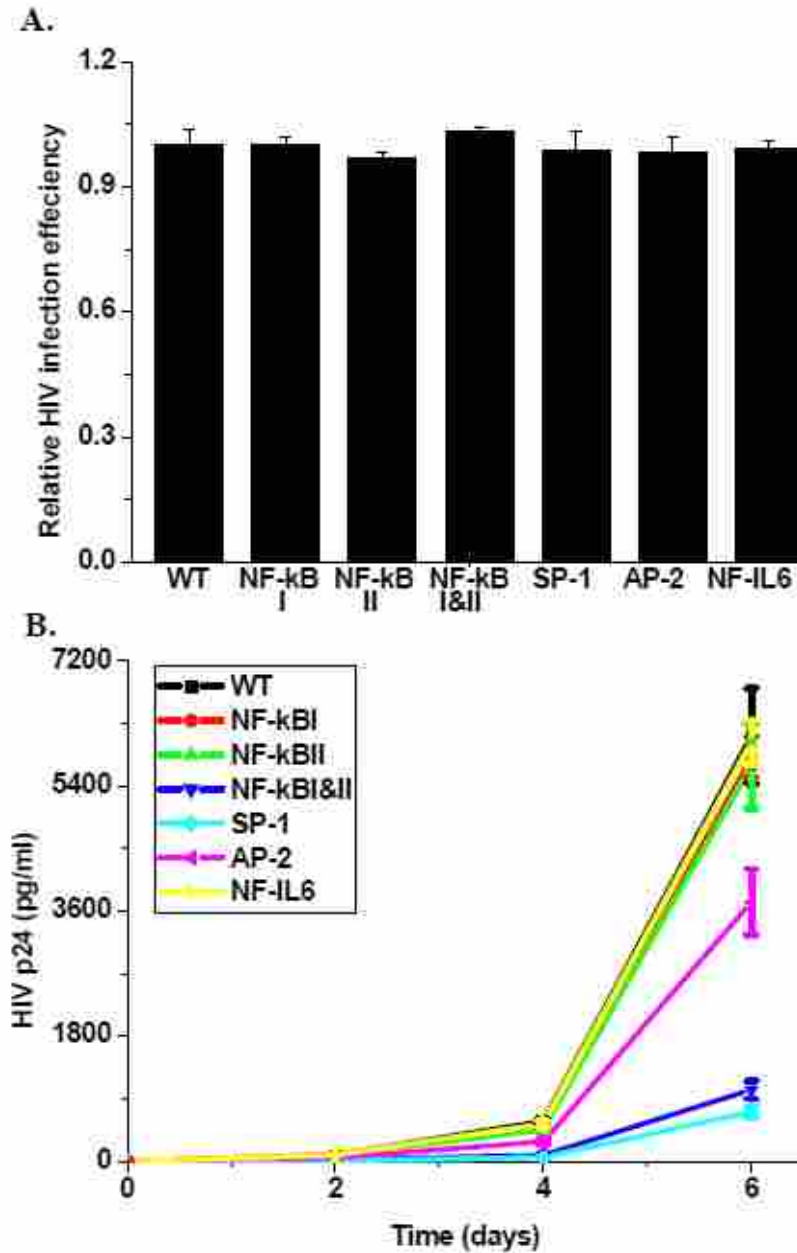 A.
Relative HIV infection effeciency
1.2
0.9
0.6
0.3
0.0
WT NF-kB I NF-kB II NF-kB I&II SP-1 AP-2 NF-IL6
B.
HIV p24 (pg/ml)
7200
5400
3600
1800
0
WT
NF-kBI
NF-kBII
NF-kBI&II
SP-1
AP-2
NF-IL6
0 2 4 6
Time (days)